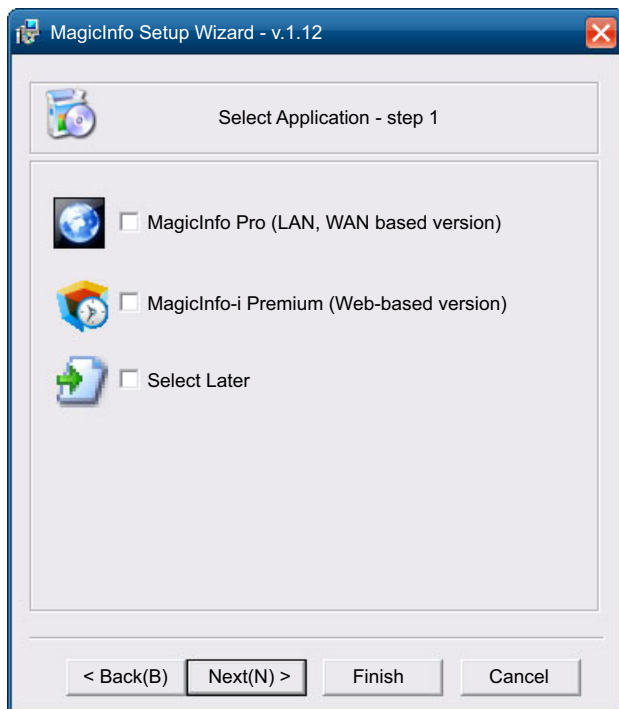 MagicInfo Setup Wizard - v.1.12
Select Application - step 1
MagicInfo Pro (LAN, WAN based version)
MagicInfo-i Premium (Web-based version)
Select Later
< Back(B) Next(N) > Finish Cancel